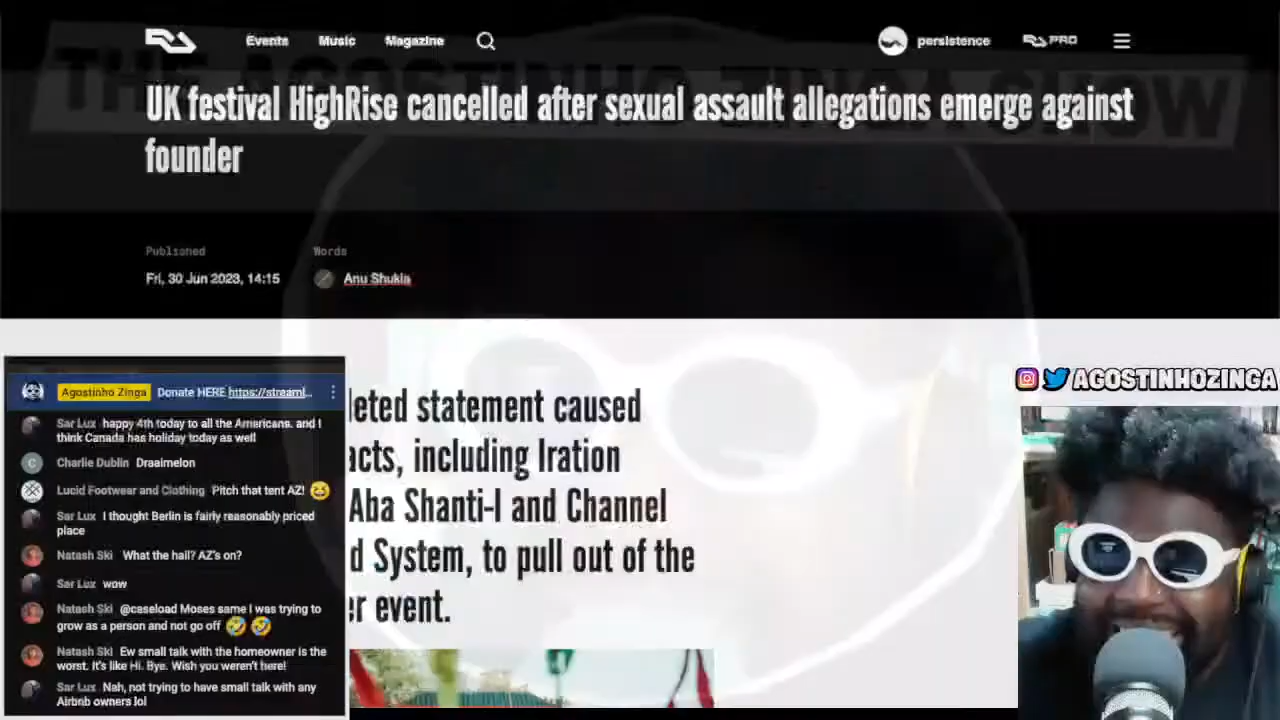 Events Music Magazine
persistence
RA PRO
THE AGOSTINHO ZINGA SHOW
UK festival HighRise cancelled after sexual assault allegations emerge against
founder
Published
Words
Fri, 30 Jun 2023, 14:15
Anu Shukla
leted statement caused
acts, including Iration
Aba Shanti-I and Channel
d System, to pull out of the
er event.
Agostinho Zinga Donate HERE https://streaml...
Sar Lux happy 4th today to all the Americans. and I
think Canada has holiday today as well
C Charlie Dublin Draaimelon
Lucid Footwear and Clothing Pitch that tent AZ!
Sar Lux I thought Berlin is fairly reasonably priced
place
Natash Ski What the hail? AZ's on?
Sar Lux wow
Natash Ski @caseload Moses same I was trying to
grow as a person and not go off
Natash Ski Ew small talk with the homeowner is the
worst. It's like Hi. Bye. Wish you weren't here!
Sar Lux Nah, not trying to have small talk with any
Airbnb owners lol
AGOSTINHOZINGA